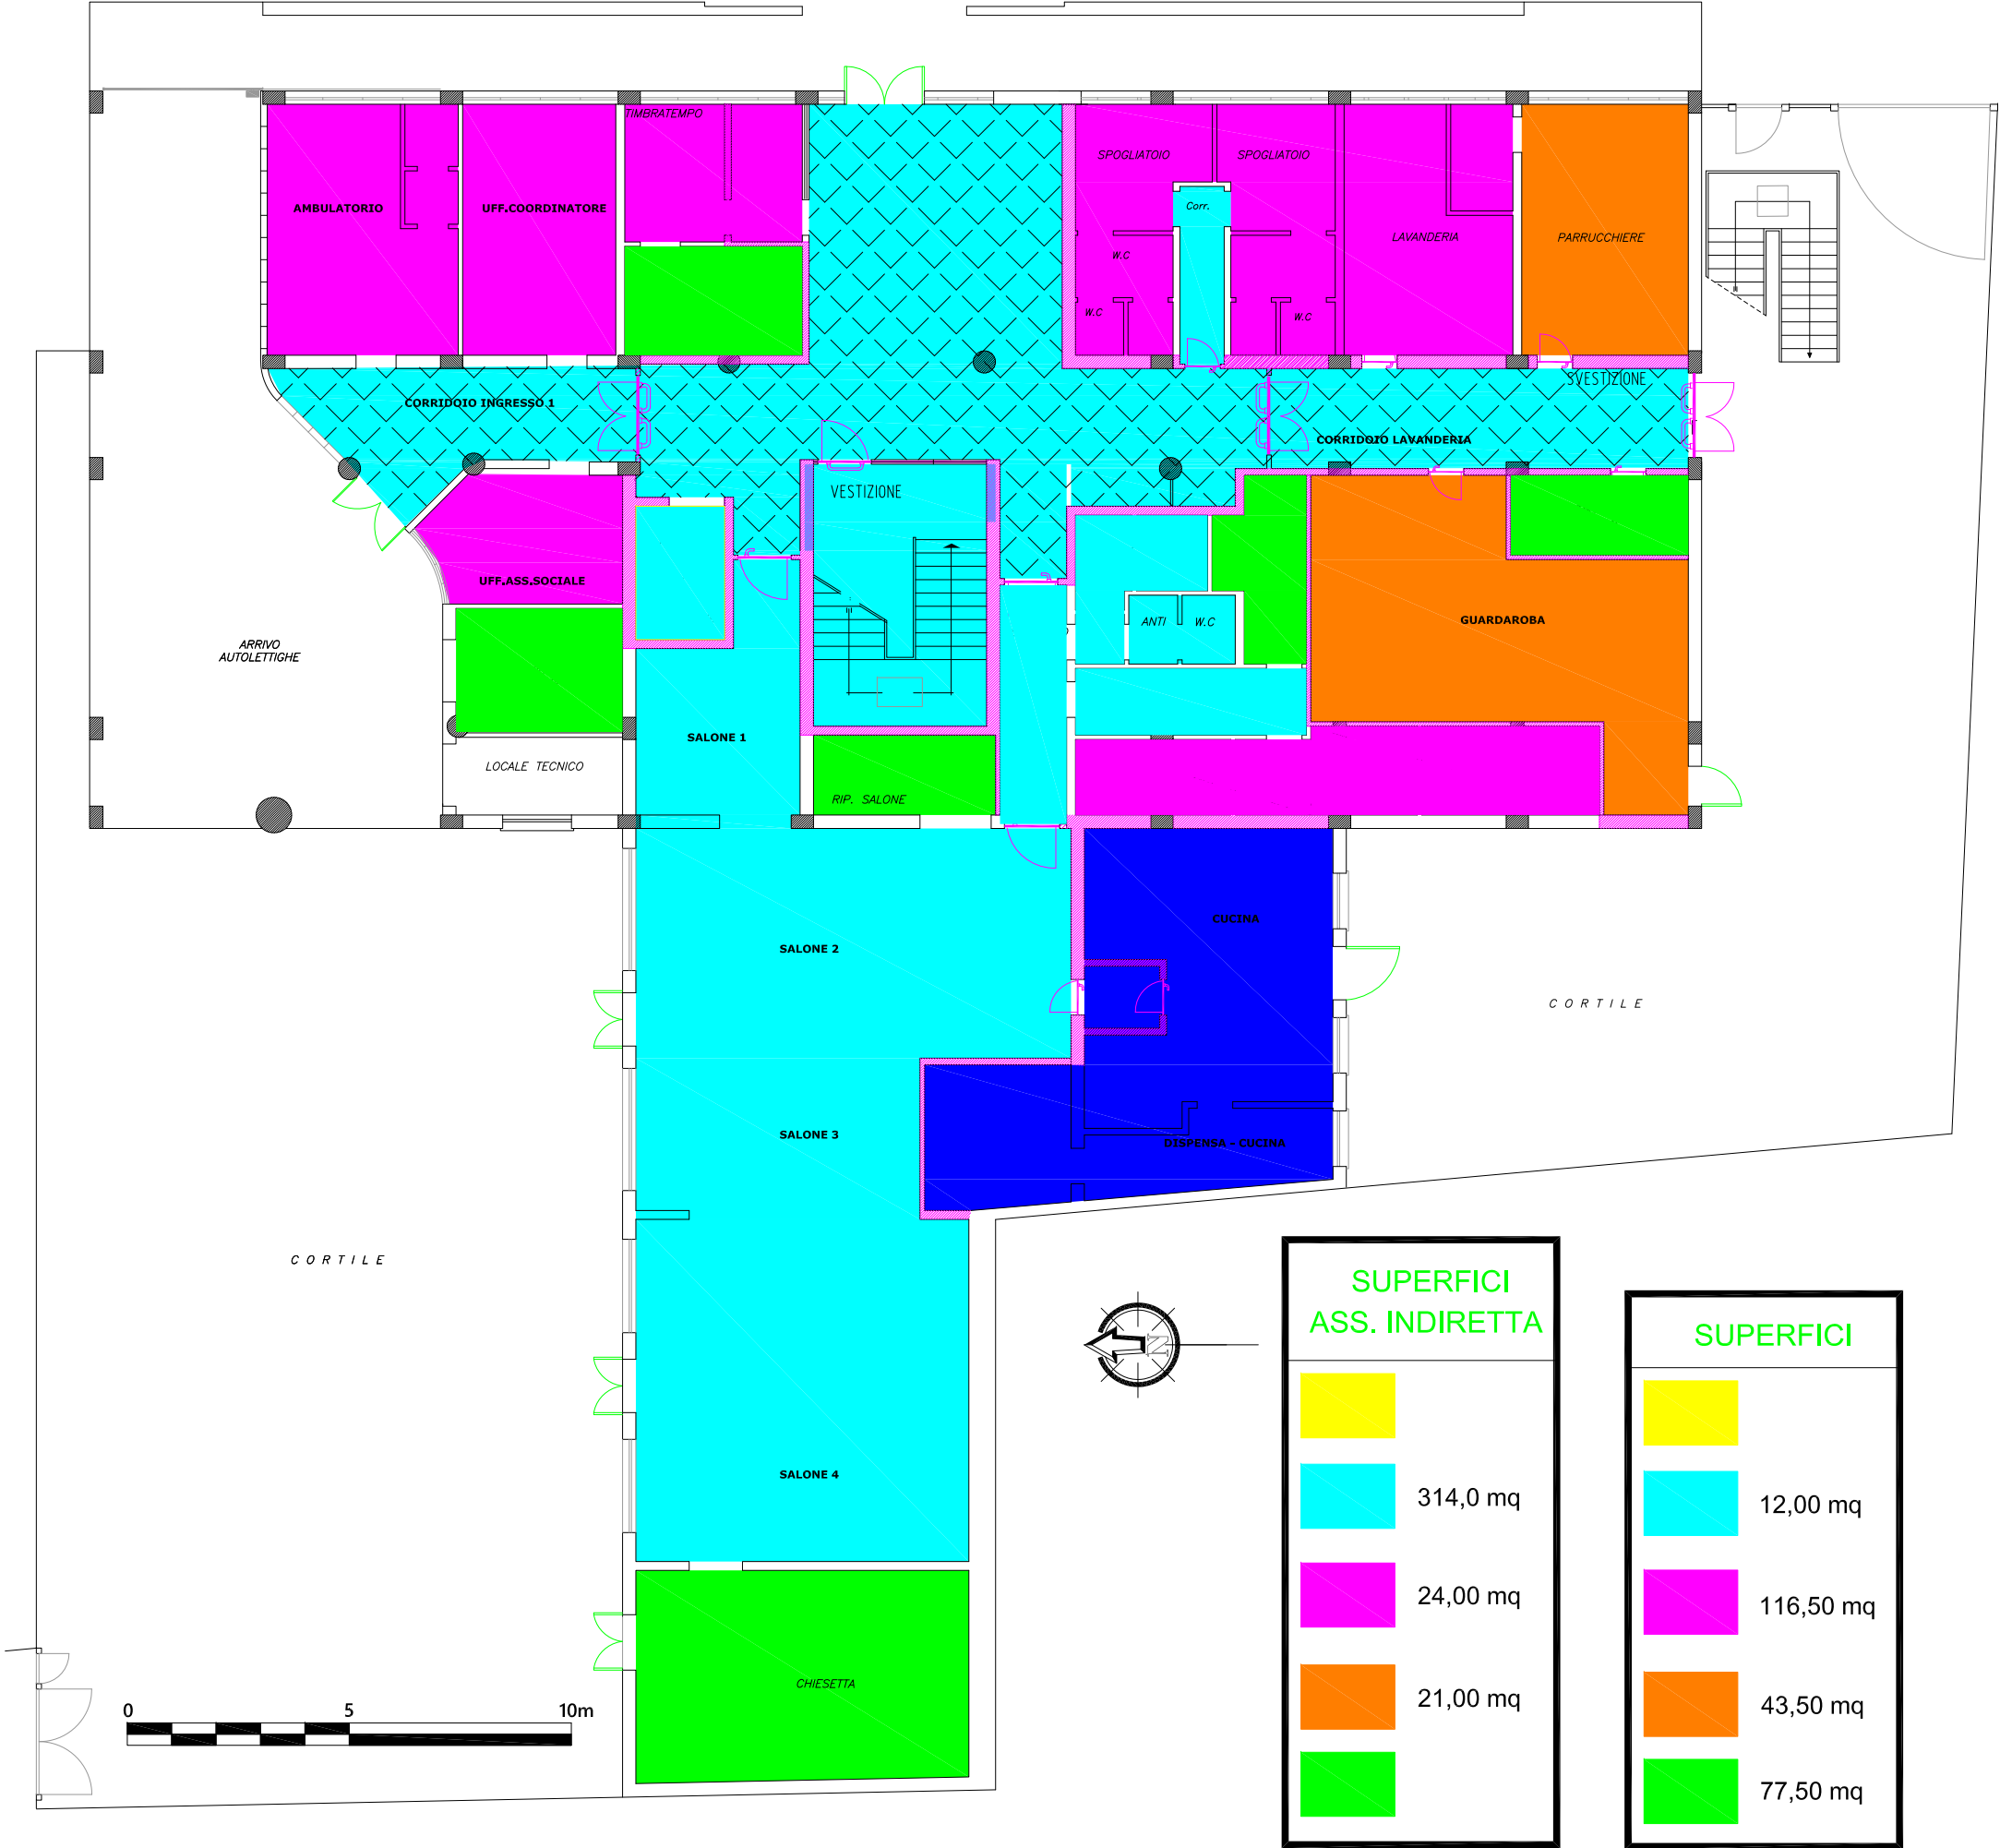 TIMBRATEMPO
SPOGLIATOIO
SPOGLIATOIO
AMBULATORIO
UFF.COORDINATORE
Corr.
LAVANDERIA
PARRUCCHIERE
W.C
W.C
W.C
SVESTIZIONE
CORRIDOIO INGRESSO 1
CORRIDOIO LAVANDERIA
VESTIZIONE
UFF.ASS.SOCIALE
ANTI
W.C
GUARDAROBA
ARRIVO
AUTOLETTIGHE
SALONE 1
LOCALE TECNICO
RIP. SALONE
CUCINA
SALONE 2
CORTILE
SALONE 3
DISPENSA - CUCINA
CORTILE
SUPERFICI
ASS. INDIRETTA
314,0 mq
24,00 mq
21,00 mq
SUPERFICI
12,00 mq
116,50 mq
43,50 mq
77,50 mq
N
SALONE 4
CHIESETTA
0 5 10m